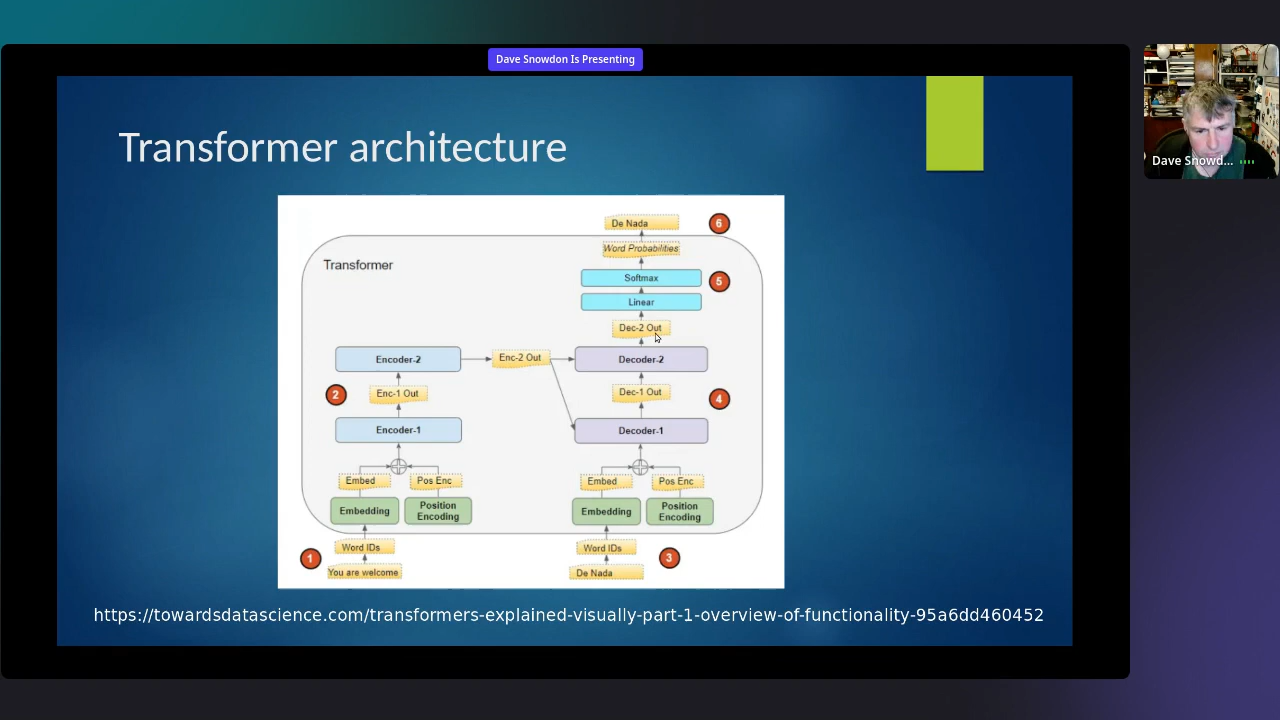 Dave Snowdon Is Presenting
Transformer architecture
Dave Snowd...
De Nada
6
Word Probabilities
Transformer
Softmax
5
Linear
Dec-2 Out
Encoder-2
Enc-2 Out
Decoder-2
2
Enc-1 Out
Dec-1 Out
4
Encoder-1
Decoder-1
Embed
Pos Enc
Embed
Pos Enc
Embedding
Position
Encoding
Embedding
Position
Encoding
1
Word IDs
Word IDs
3
You are welcome
De Nada
https://towardsdatascience.com/transformers-explained-visually-part-1-overview-of-functionality-95a6dd460452